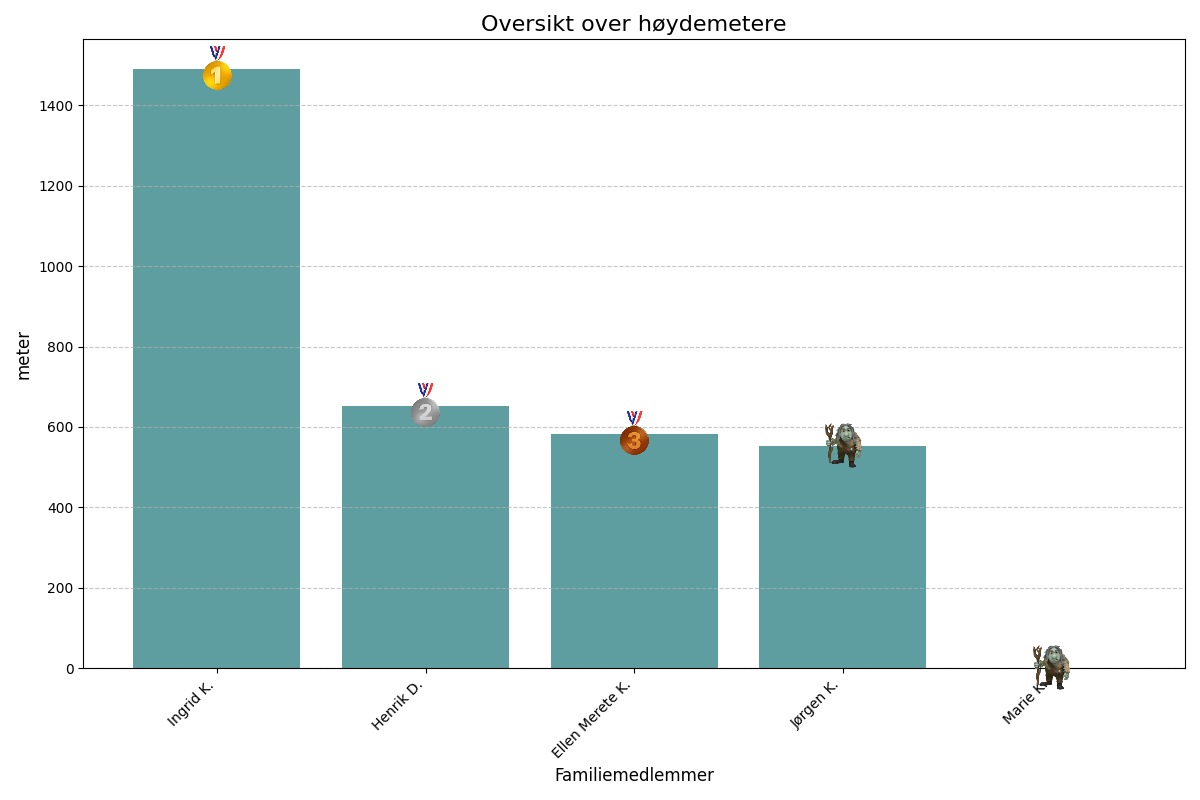 Oversikt over høydemetere
meter
1400
1200
1000
800
600
400
200
0
1
2
3
Ingrid K.
Henrik D.
Ellen Merete K.
Jørgen K.
Marie K.
Familiemedlemmer